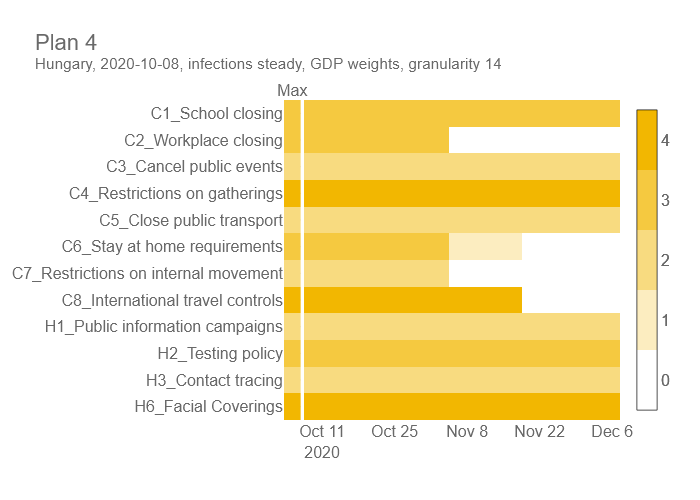 Plan 4
Hungary, 2020-10-08, infections steady, GDP weights, granularity 14
Max
C1_School closing
C2_Workplace closing
C3_Cancel public events
C4_Restrictions on gatherings
C5_Close public transport
C6_Stay at home requirements
C7_Restrictions on internal movement
C8_International travel controls
H1_Public information campaigns
H2_Testing policy
H3_Contact tracing
H6_Facial Coverings
4
3
2
1
0
Oct 11 Oct 25 Nov 8 Nov 22 Dec 6
2020